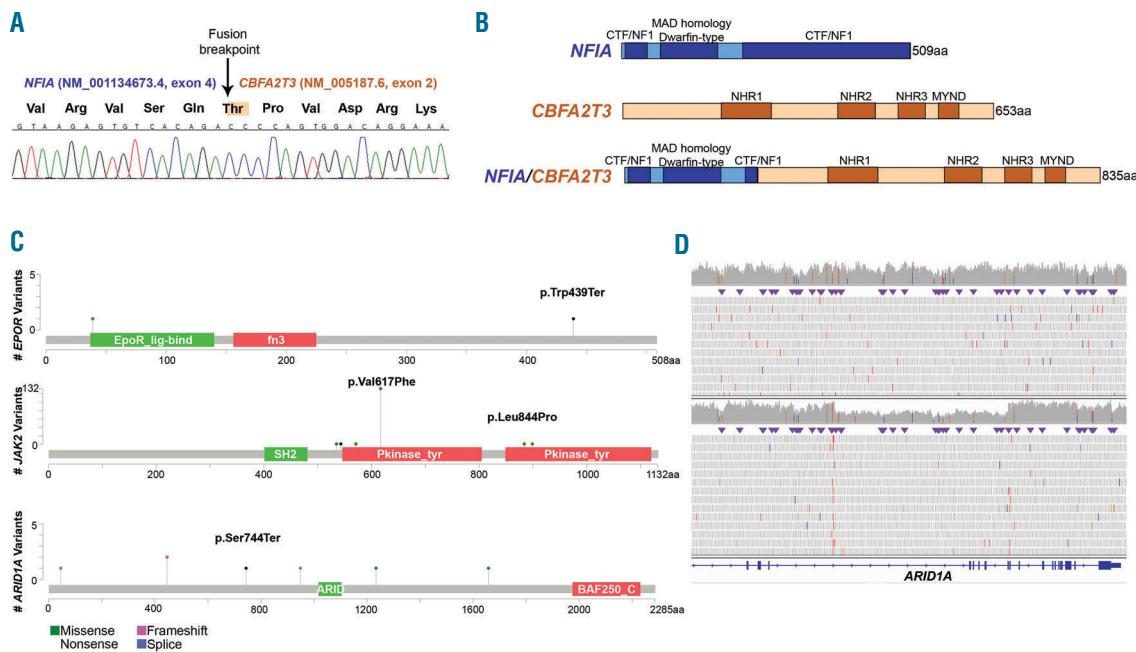 A
Fusion
breakpoint
NFIA (NM_001134673.4, exon 4) CBFA2T3 (NM_005187.6, exon 2)
Val Arg Val Ser Gln Thr Pro Val Asp Arg Lys
G T A A G A G T G T C A C A G A C C C C A G T G G A C A G G A A A
B
MAD homology
CTF/NF1 Dwarfin-type CTF/NF1
NFIA 509aa
NHR1 NHR2 NHR3 MYND
CBFA2T3 653aa
MAD homology
CTF/NF1 Dwarfin-type CTF/NF1 NHR1 NHR2 NHR3 MYND
NFIA/CBFA2T3 835aa
C
# EPOR Variants
5
0
p.Trp439Ter
EpoR_lig-bind fn3
0 100 200 300 400 508aa
# JAK2 Variants
132
0
p.Val617Phe
p.Leu844Pro
SH2 Pkinase_tyr Pkinase_tyr
0 200 400 600 800 1000 1132aa
# ARID1A Variants
5
0
p.Ser744Ter
ARID BAF250_C
0 400 800 1200 1600 2000 2285aa
Missense Frameshift
Nonsense Splice
D
ARID1A